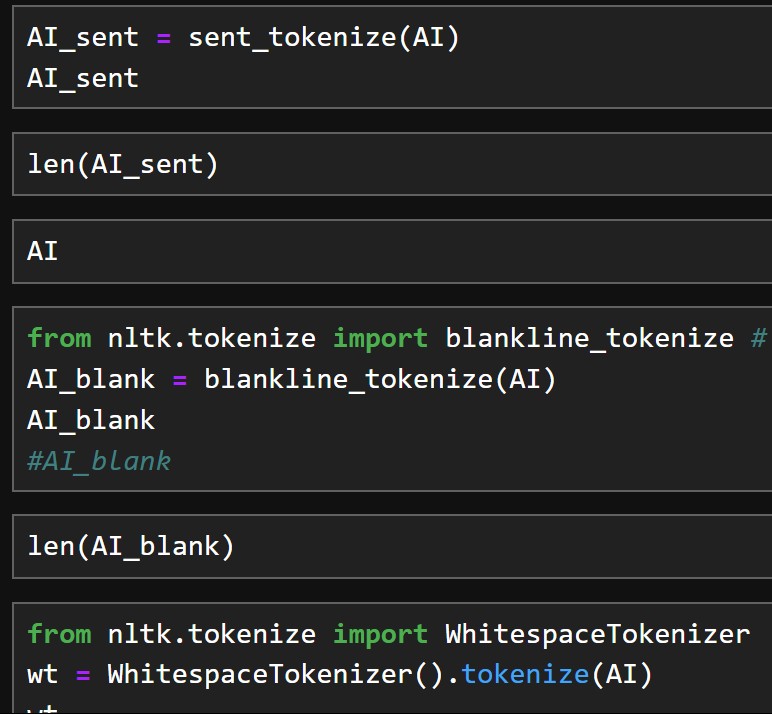 AI_sent = sent_tokenize(AI)
AI_sent
len(AI_sent)
AI
from nltk.tokenize import blankline_tokenize #
AI_blank = blankline_tokenize(AI)
AI_blank
#AI_blank
len(AI_blank)
from nltk.tokenize import WhitespaceTokenizer
wt = WhitespaceTokenizer().tokenize(AI)
wt